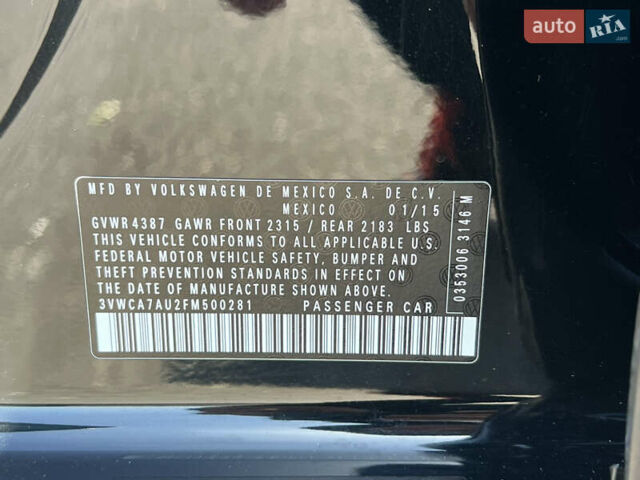 auto RIA
.com
MFD BY VOLKSWAGEN DE MEXICO S.A. DE C.V.
MEXICO 01/15
GVWR 4387 GAWR FRONT 2315 / REAR 2183 LBS
THIS VEHICLE CONFORMS TO ALL APPLICABLE U.S.
FEDERAL MOTOR VEHICLE SAFETY, BUMPER AND
THEFT PREVENTION STANDARDS IN EFFECT ON
THE DATE OF MANUFACTURE SHOWN ABOVE.
3VWCA7AU2FM500281 PASSENGER CAR
0353006 3146 M